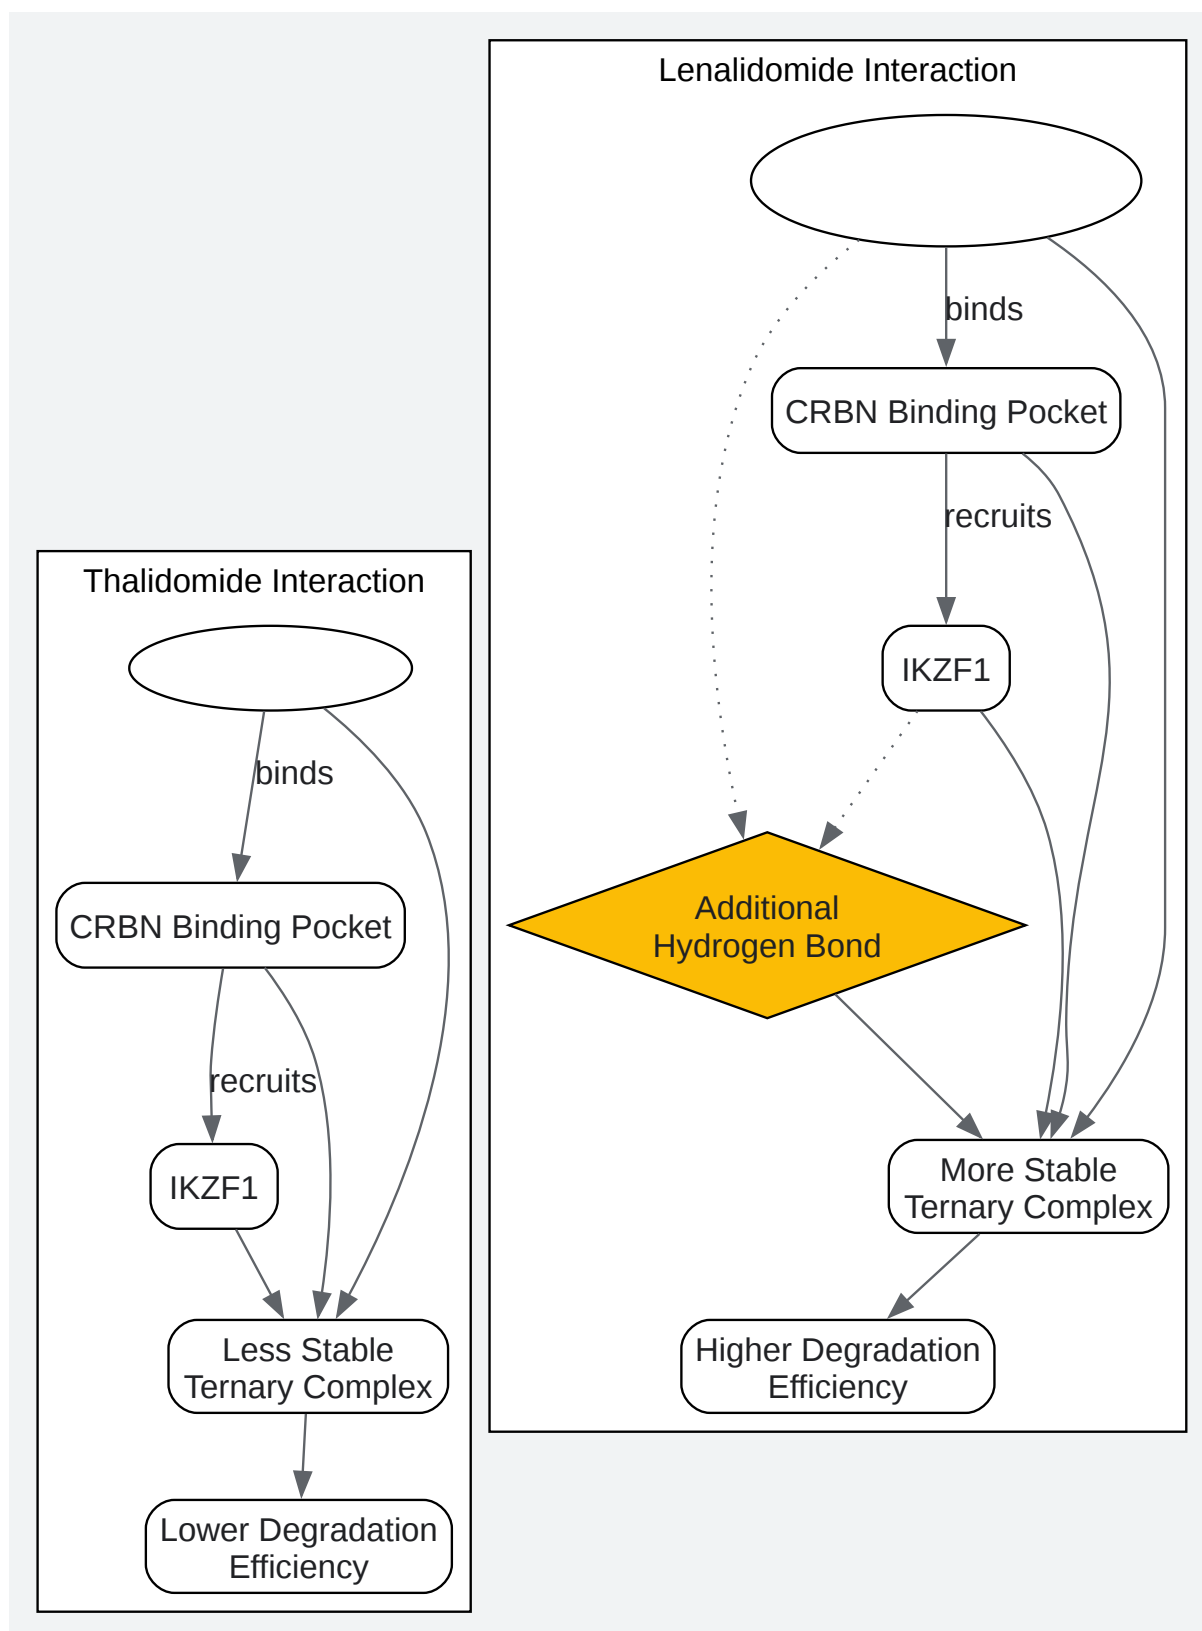 Lenalidomide Interaction
binds
CRBN Binding Pocket
recruits
IKZF1
Additional
Hydrogen Bond
More Stable
Ternary Complex
Higher Degradation
Efficiency
Thalidomide Interaction
binds
CRBN Binding Pocket
recruits
IKZF1
Less Stable
Ternary Complex
Lower Degradation
Efficiency